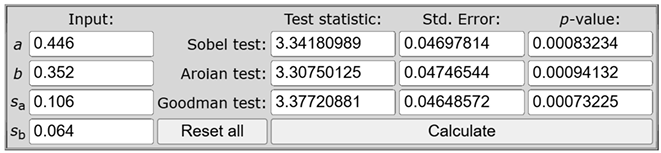 Input: Test statistic: Std. Error: p-value:
a 0.446 Sobel test: 3.34180989 0.04697814 0.00083234
b 0.352 Aroian test: 3.30750125 0.04746544 0.00094132
sa 0.106 Goodman test: 3.37720881 0.04648572 0.00073225
sb 0.064 Reset all Calculate